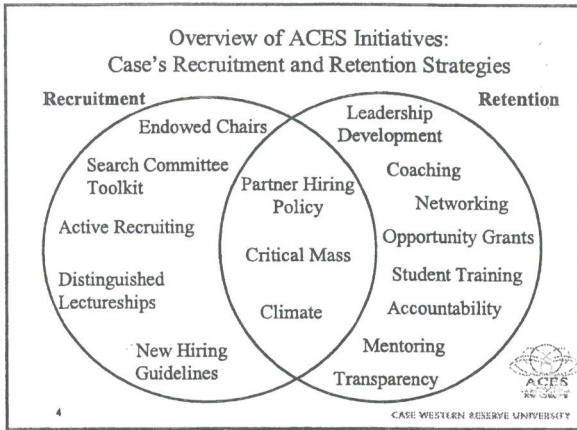 Overview of ACES Initiatives:
Case's Recruitment and Retention Strategies
Recruitment
Retention
Endowed Chairs
Search Committee
Toolkit
Active Recruiting
Distinguished
Lectureships
New Hiring
Guidelines
Partner Hiring
Policy
Critical Mass
Climate
Leadership
Development
Coaching
Networking
Opportunity Grants
Student Training
Accountability
Mentoring
Transparency
ACES
4
CASE WESTERN RESERVE UNIVERSITY